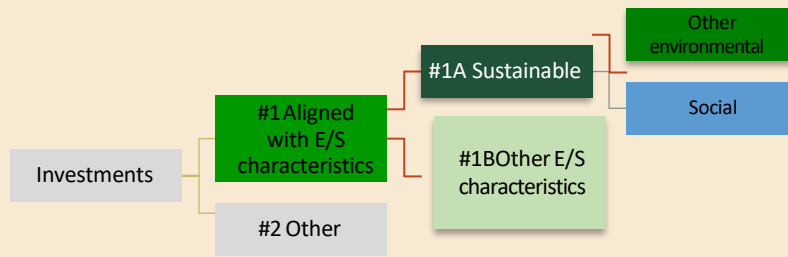 Investments
#1 Aligned
with E/S
characteristics
#2 Other
#1A Sustainable
#1BOther E/S
characteristics
Other
environmental
Social